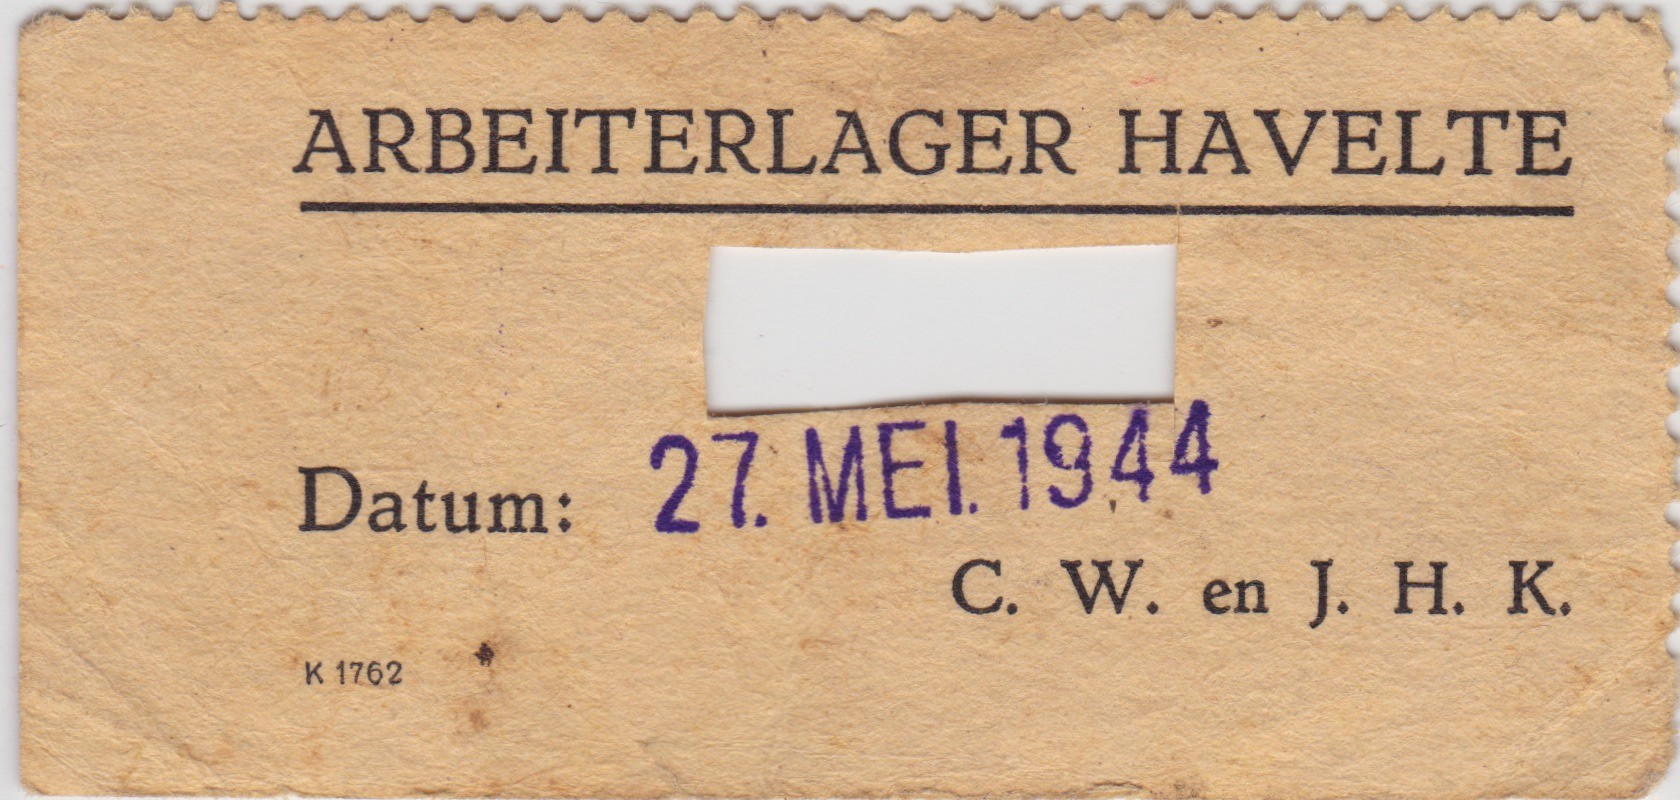 ARBEITERLAGER HAVELTE
Datum: 27. MEI. 1944
C. W. en J. H. K.
K 1762